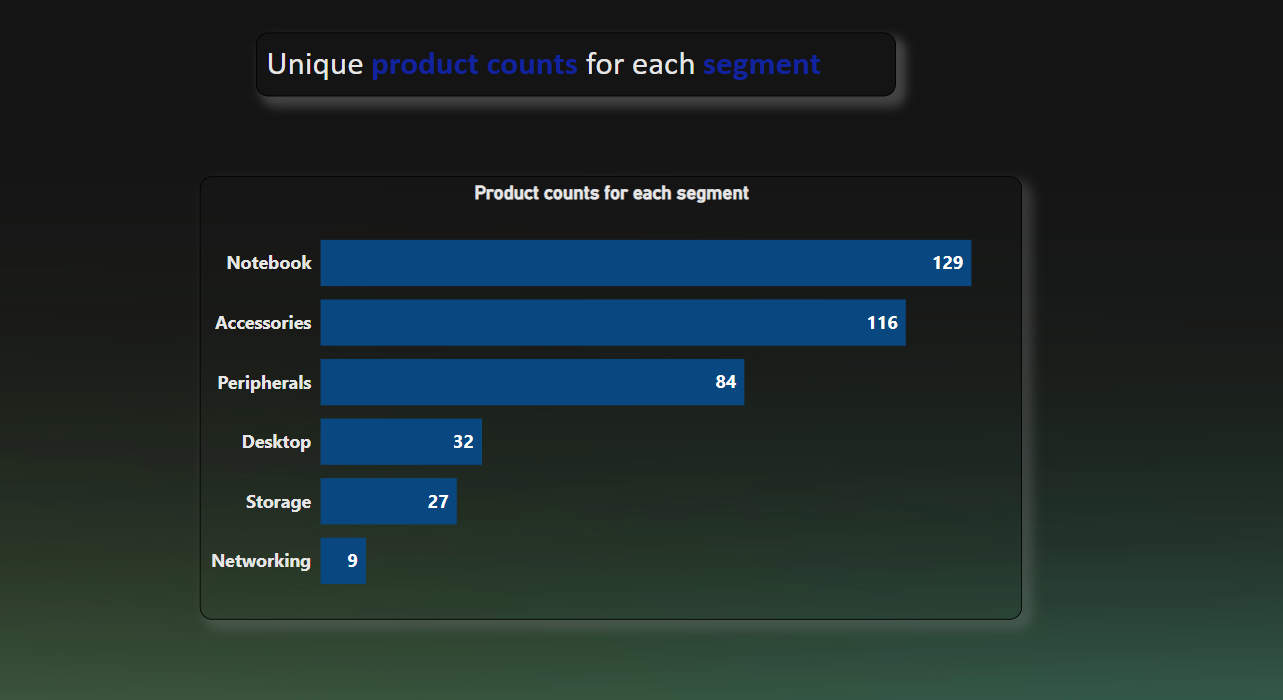 Unique product counts for each segment
Product counts for each segment
Notebook 129
Accessories 116
Peripherals 84
Desktop 32
Storage 27
Networking 9